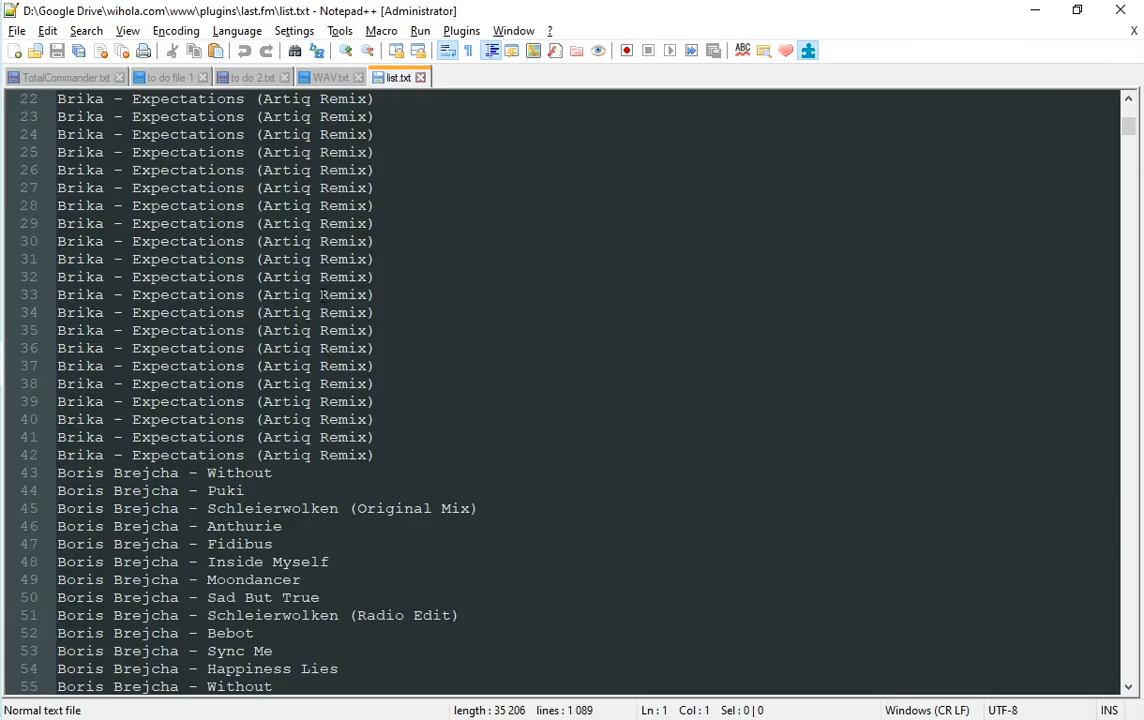 D:\Google Drive\wihola.com\www\plugins\last.fm\list.txt - Notepad++ [Administrator]
File Edit Search View Encoding Language Settings Tools Macro Run Plugins Window ? X
TotalCommander.txt to do file 1 to do 2.txt WAV.txt list.txt
22 Brika - Expectations (Artiq Remix)
23 Brika - Expectations (Artiq Remix)
24 Brika - Expectations (Artiq Remix)
25 Brika - Expectations (Artiq Remix)
26 Brika - Expectations (Artiq Remix)
27 Brika - Expectations (Artiq Remix)
28 Brika - Expectations (Artiq Remix)
29 Brika - Expectations (Artiq Remix)
30 Brika - Expectations (Artiq Remix)
31 Brika - Expectations (Artiq Remix)
32 Brika - Expectations (Artiq Remix)
33 Brika - Expectations (Artiq Remix)
34 Brika - Expectations (Artiq Remix)
35 Brika - Expectations (Artiq Remix)
36 Brika - Expectations (Artiq Remix)
37 Brika - Expectations (Artiq Remix)
38 Brika - Expectations (Artiq Remix)
39 Brika - Expectations (Artiq Remix)
40 Brika - Expectations (Artiq Remix)
41 Brika - Expectations (Artiq Remix)
42 Brika - Expectations (Artiq Remix)
43 Boris Brejcha - Without
44 Boris Brejcha - Puki
45 Boris Brejcha - Schleierwolken (Original Mix)
46 Boris Brejcha - Anthurie
47 Boris Brejcha - Fidibus
48 Boris Brejcha - Inside Myself
49 Boris Brejcha - Moondancer
50 Boris Brejcha - Sad But True
51 Boris Brejcha - Schleierwolken (Radio Edit)
52 Boris Brejcha - Bebot
53 Boris Brejcha - Sync Me
54 Boris Brejcha - Happiness Lies
55 Boris Brejcha - Without
Normal text file length : 35 206 lines : 1 089 Ln : 1 Col : 1 Sel : 0 | 0 Windows (CR LF) UTF-8 INS